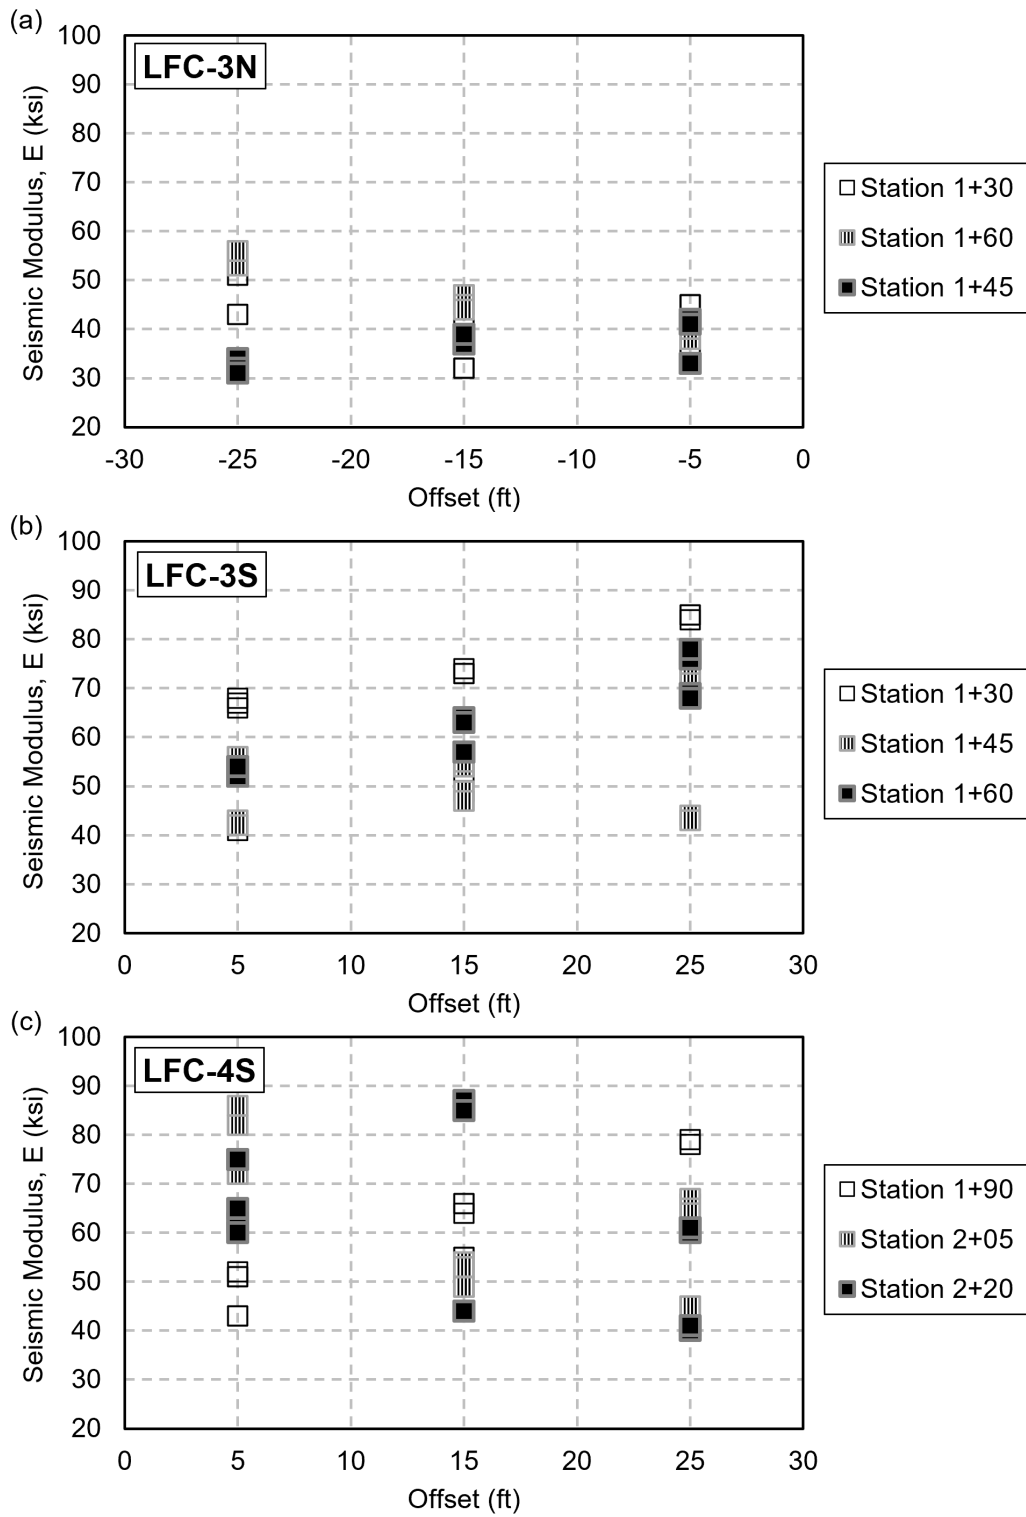 (a)
100
90
80
70
60
50
40
30
20
Seismic Modulus, E (ksi)
LFC-3N
-30 -25 -20 -15 -10 -5 0
Offset (ft)
Station 1+30
Station 1+60
Station 1+45
(b)
100
90
80
70
60
50
40
30
20
Seismic Modulus, E (ksi)
LFC-3S
0 5 10 15 20 25 30
Offset (ft)
Station 1+30
Station 1+45
Station 1+60
(c)
100
90
80
70
60
50
40
30
20
Seismic Modulus, E (ksi)
LFC-4S
0 5 10 15 20 25 30
Offset (ft)
Station 1+90
Station 2+05
Station 2+20